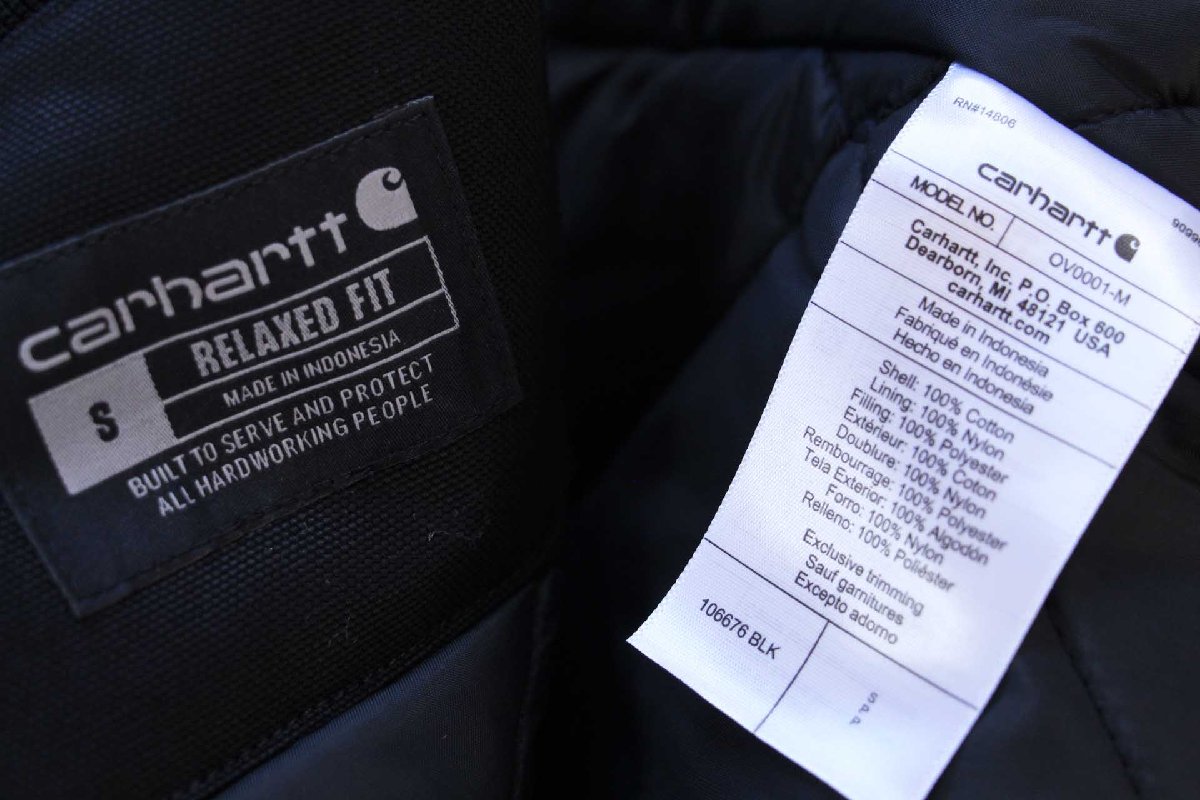 carhartt
S
RELAXED FIT
MADE IN INDONESIA
BUILT TO SERVE AND PROTECT
ALL HARDWORKING PEOPLE
RN#14806
carhartt
MODEL NO.
OV0001-M
Carhartt, Inc. P.O. Box 600
Dearborn, MI 48121 USA
carhartt.com
Made in Indonesia
Fabriqué en Indonésie
Hecho en Indonesia
Shell: 100% Cotton
Lining: 100% Nylon
Filling: 100% Polyester
Extérieur: 100% Coton
Doublure: 100% Nylon
Rembourrage: 100% Polyester
Tela Exterior: 100% Algodón
Forro: 100% Nylon
Relleno: 100% Poliéster
Exclusive trimming
Sauf garnitures
Excepto adorno
106676 BLK
S
P
P